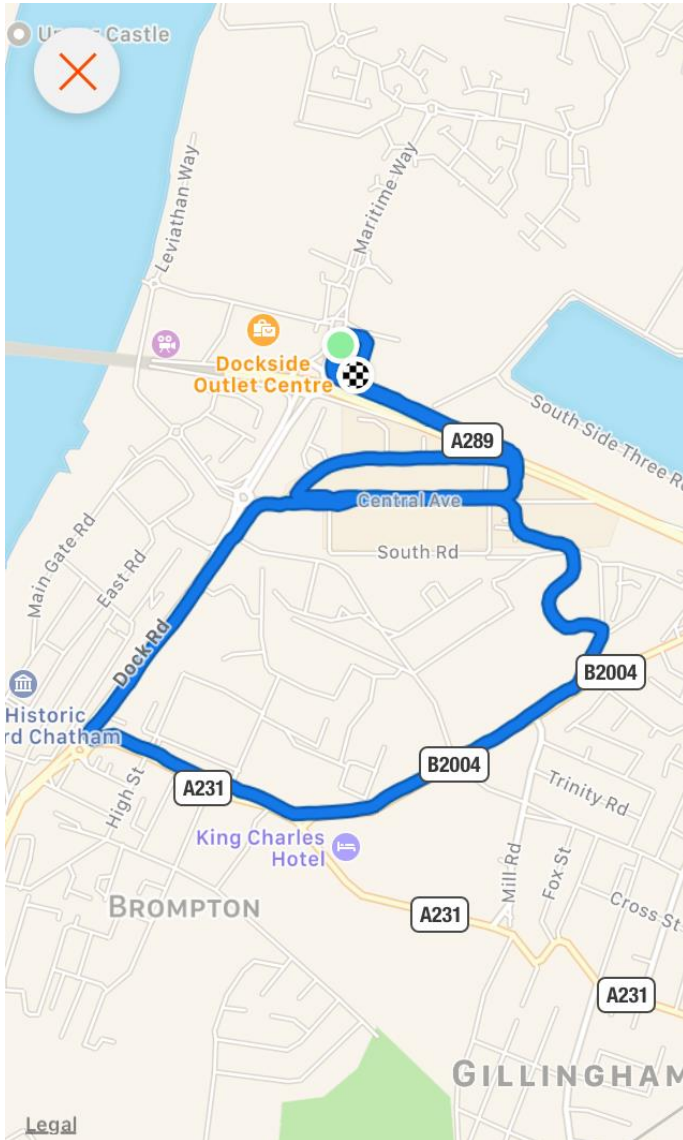 Castle
Leviathan Way
Maritime Way
Dockside
Outlet Centre
South Side Three
A289
Central Ave
South Rd
Main Gate Rd
East Rd
Dock Rd
B2004
Historic
rd Chatham
B2004
A231
High St
Trinity Rd
King Charles
Hotel
Mill Rd
Fox St
Cross St
BROMPTON
A231
A231
GILLINGHAM
Legal